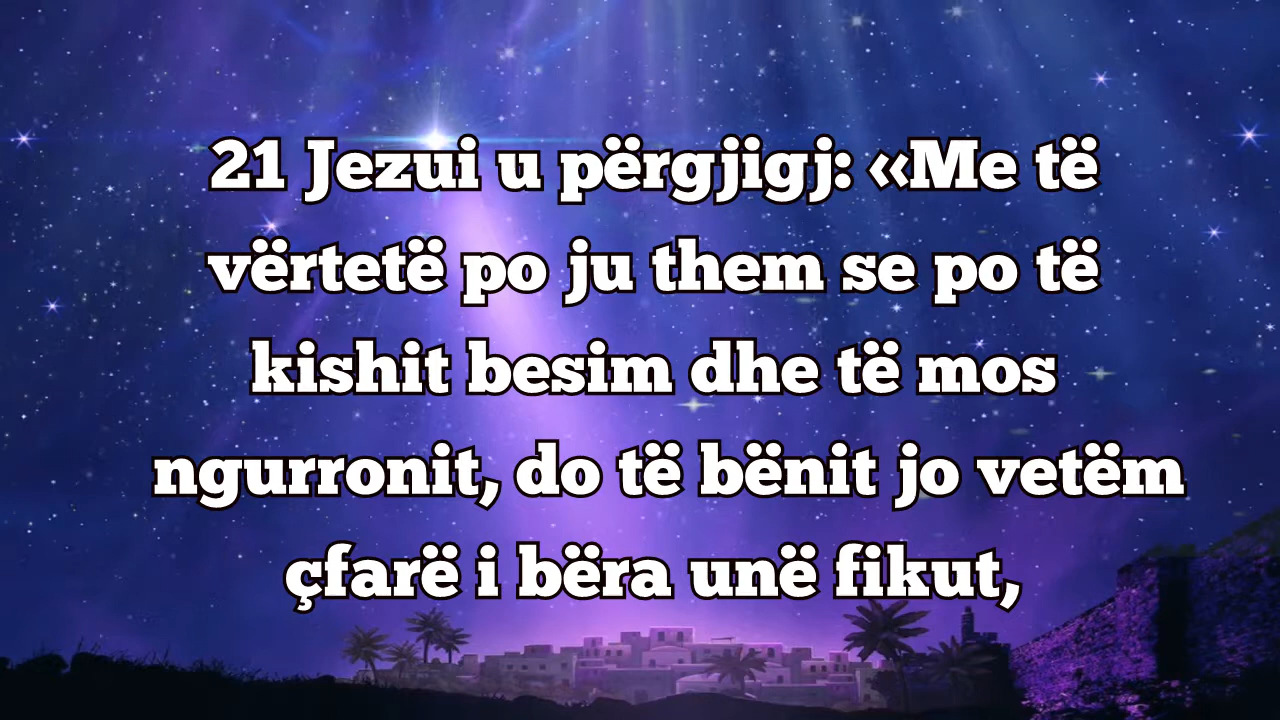 21 Jezui u përgjigj: «Me të
vërtetë po ju them se po të
kishit besim dhe të mos
ngurronit, do të bënit jo vetëm
çfarë i bëra unë fikut,